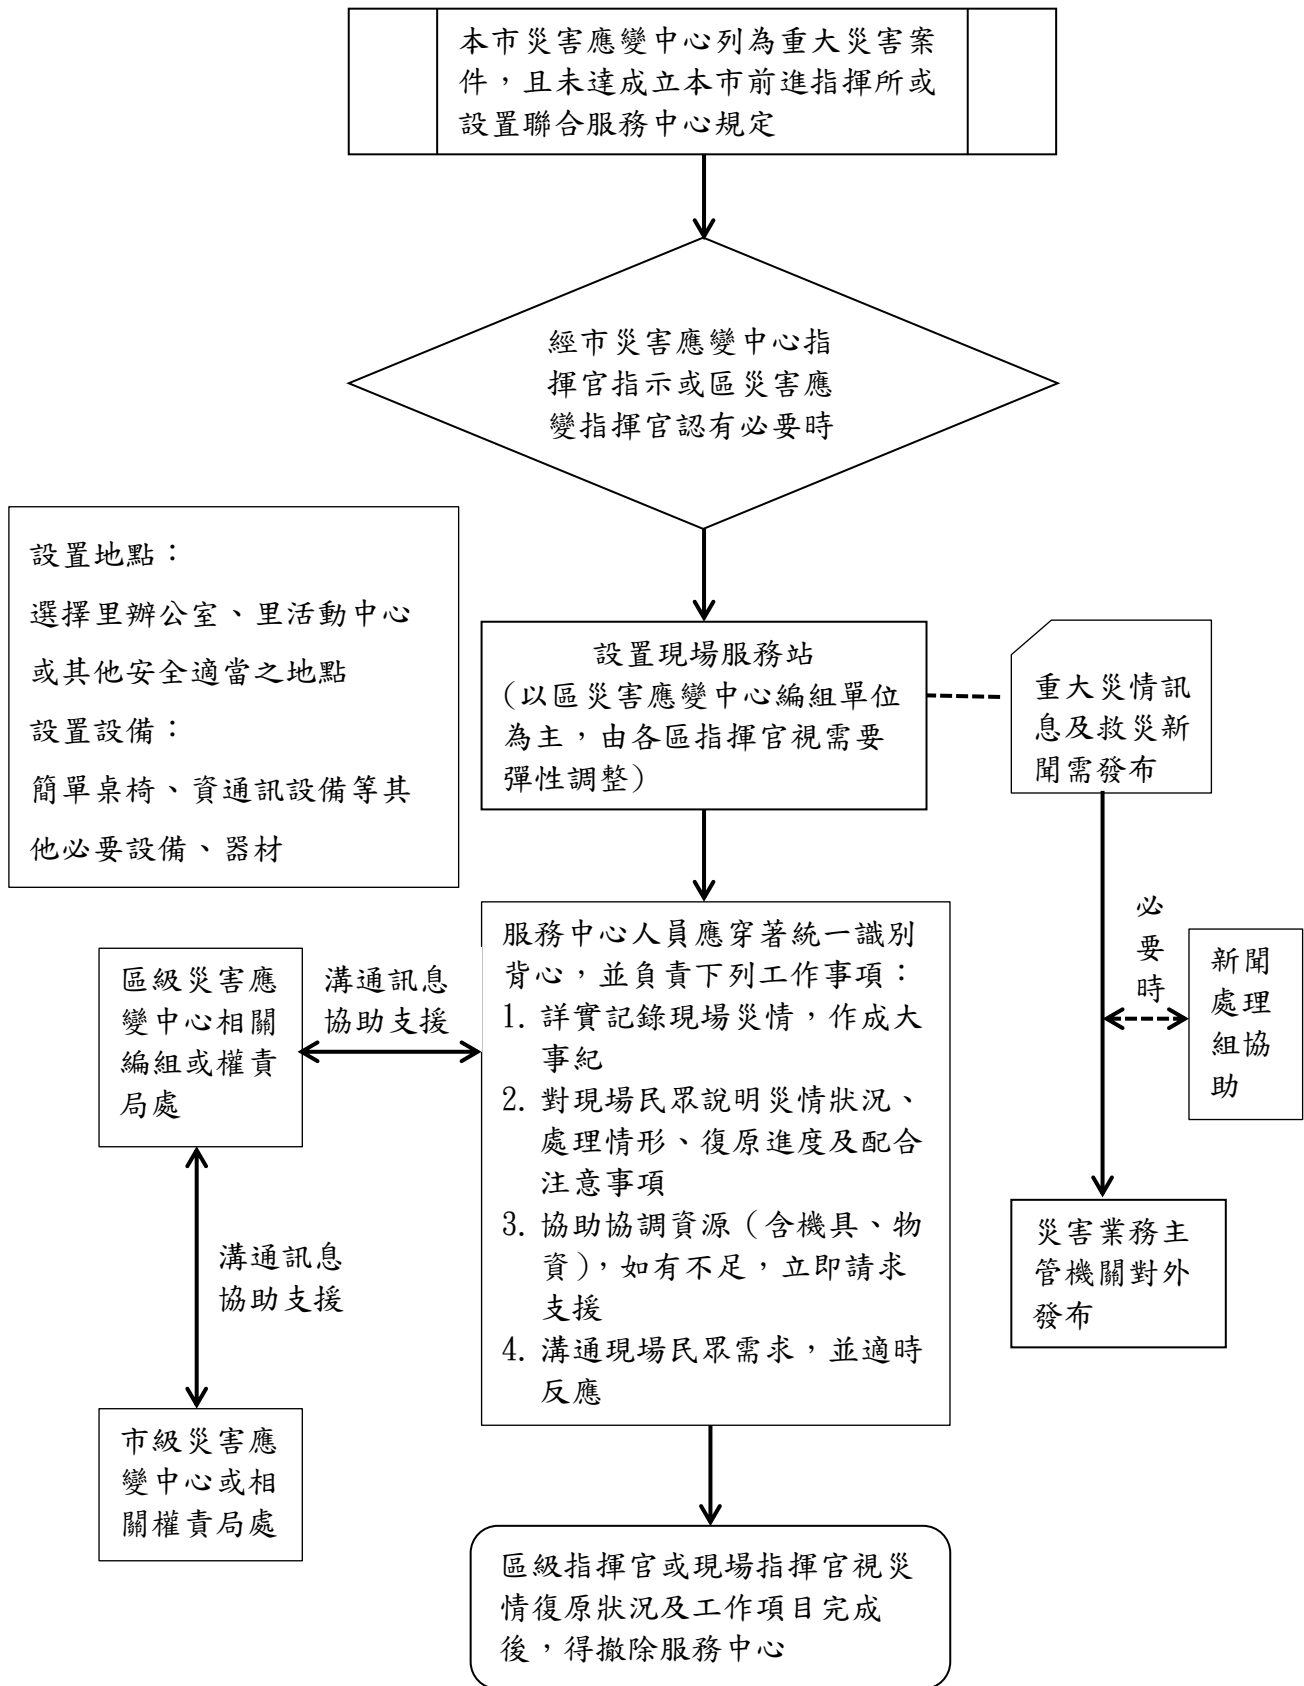 本市災害應變中心列為重大災害案
件，且未達成立本市前進指揮所或
設置聯合服務中心規定
經市災害應變中心指
揮官指示或區災害應
變指揮官認有必要時
設置地點：
選擇里辦公室、里活動中心
或其他安全適當之地點
設置設備：
簡單桌椅、資通訊設備等其
他必要設備、器材
設置現場服務站
（以區災害應變中心編組單位
為主，由各區指揮官視需要
彈性調整）
重大災情訊
息及救災新
聞需發布
必
要
時
新聞
處理
組協
助
災害業務主
管機關對外
發布
服務中心人員應穿著統一識別
背心，並負責下列工作事項：
1. 詳實記錄現場災情，作成大
事紀
2. 對現場民眾說明災情狀況、
處理情形、復原進度及配合
注意事項
3. 協助協調資源（含機具、物
資），如有不足，立即請求
支援
4. 溝通現場民眾需求，並適時
反應
溝通訊息
協助支援
區級災害應
變中心相關
編組或權責
局處
溝通訊息
協助支援
市級災害應
變中心或相
關權責局處
區級指揮官或現場指揮官視災
情復原狀況及工作項目完成
後，得撤除服務中心